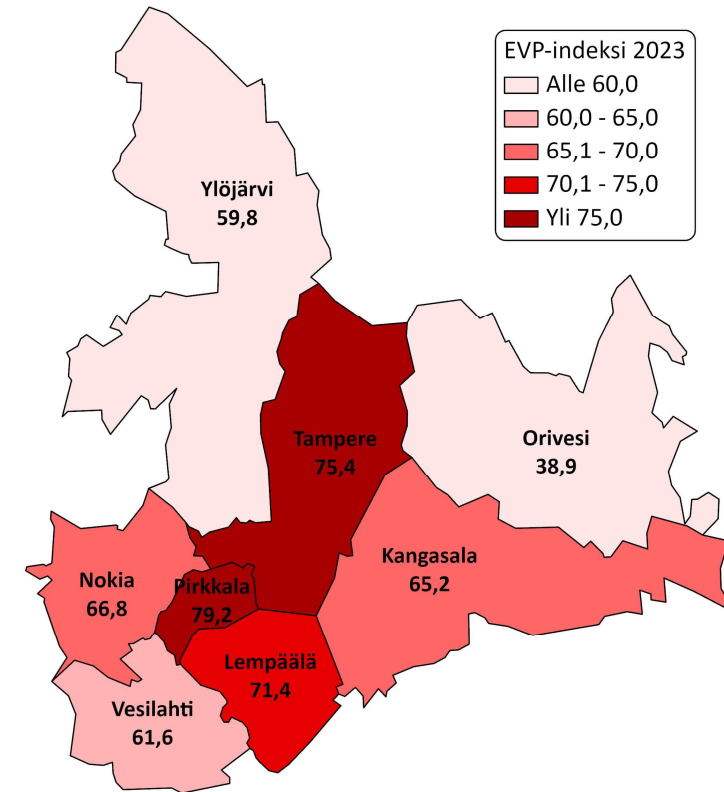 EVP-indeksi 2023
Alle 60,0
60,0 - 65,0
65,1 - 70,0
70,1 - 75,0
Yli 75,0
Ylöjärvi
59,8
Tampere
75,4
Orivesi
38,9
Kangasala
65,2
Nokia
66,8
Pirkkala
79,2
Lempäälä
71,4
Vesilahti
61,6